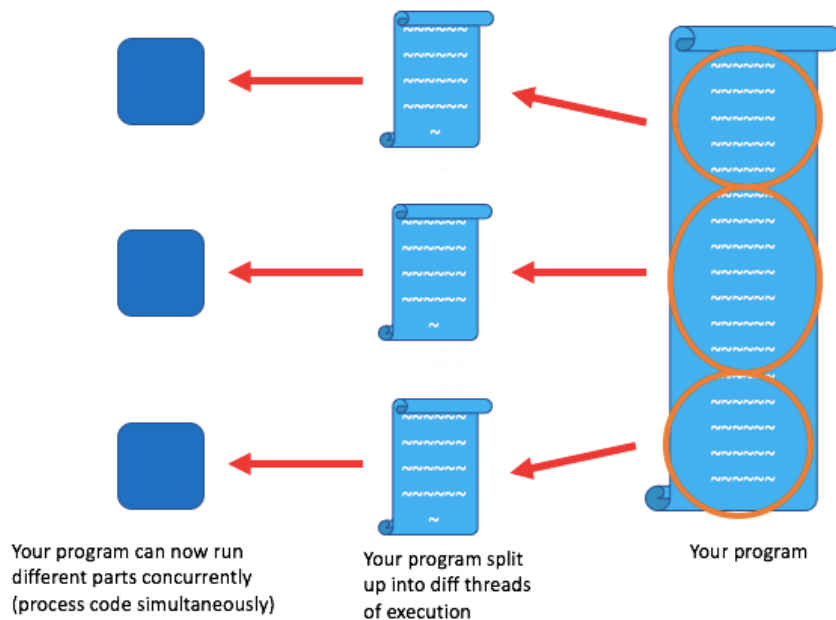 Your program can now run
different parts concurrently
(process code simultaneously)
Your program split
up into diff threads
of execution
Your program